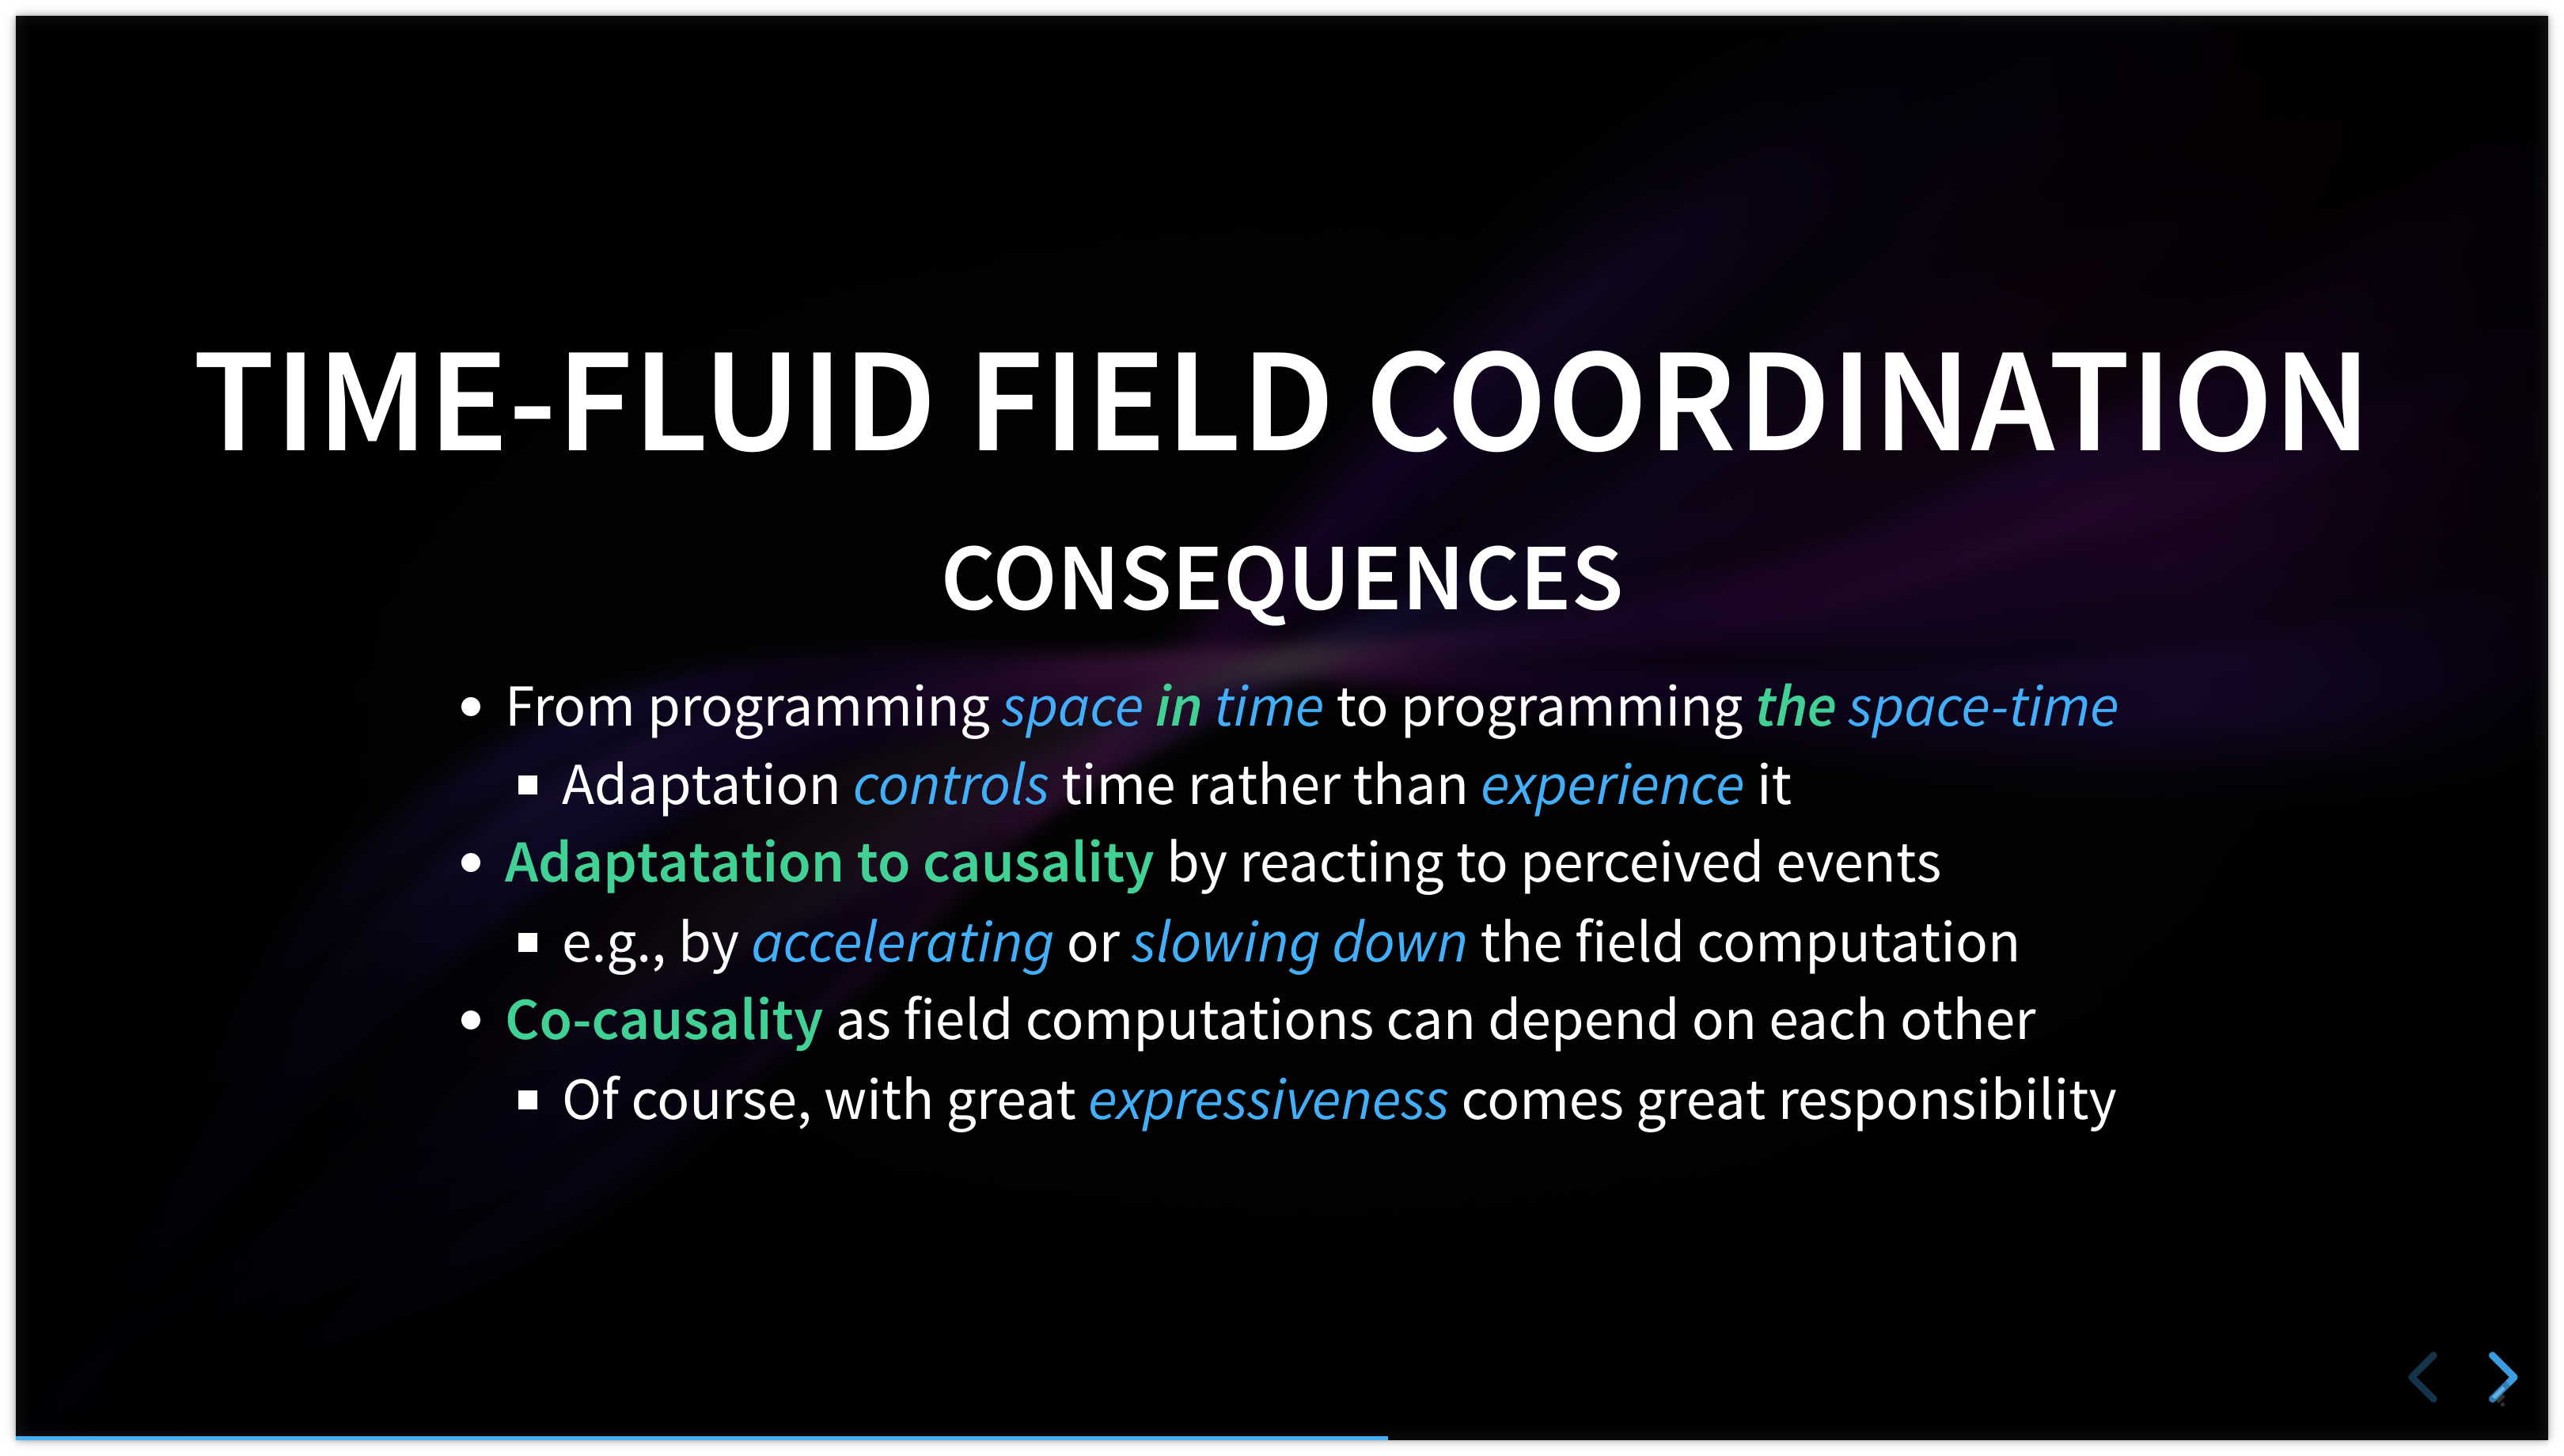 TIME-FLUID FIELD COORDINATION
CONSEQUENCES
From programming space in time to programming the space-time
Adaptation controls time rather than experience it
Adaptatation to causality by reacting to perceived events
e.g., by accelerating or slowing down the field computation
Co-causality as field computations can depend on each other
Of course, with great expressiveness comes great responsibility